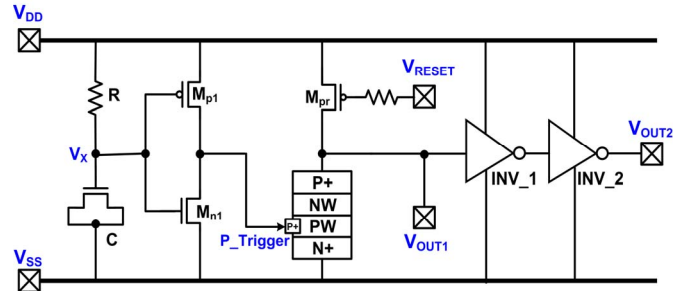 VDD
R
Mp1
VRESET
Mpr
VX
VOUT2
P+
NW
INV_1
INV_2
Mn1
P+
PW
P_Trigger
N+
VOUT1
C
VSS